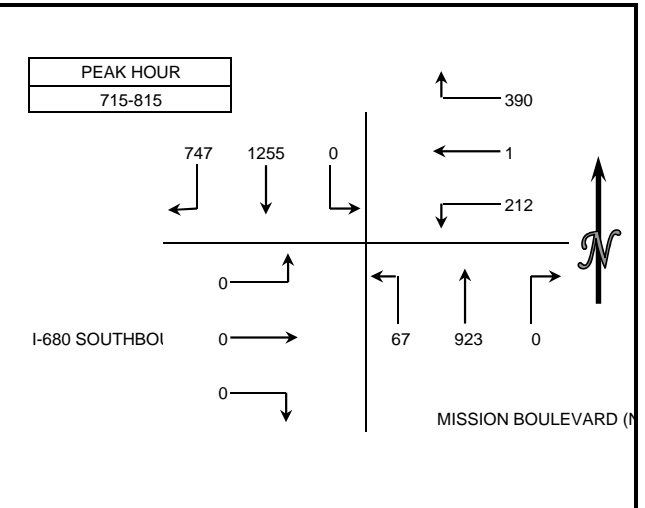 PEAK HOUR
715-815
390
747 1255 0
1
212
N
0
I-680 SOUTHBOU 0
67 923 0
0
MISSION BOULEVARD (N